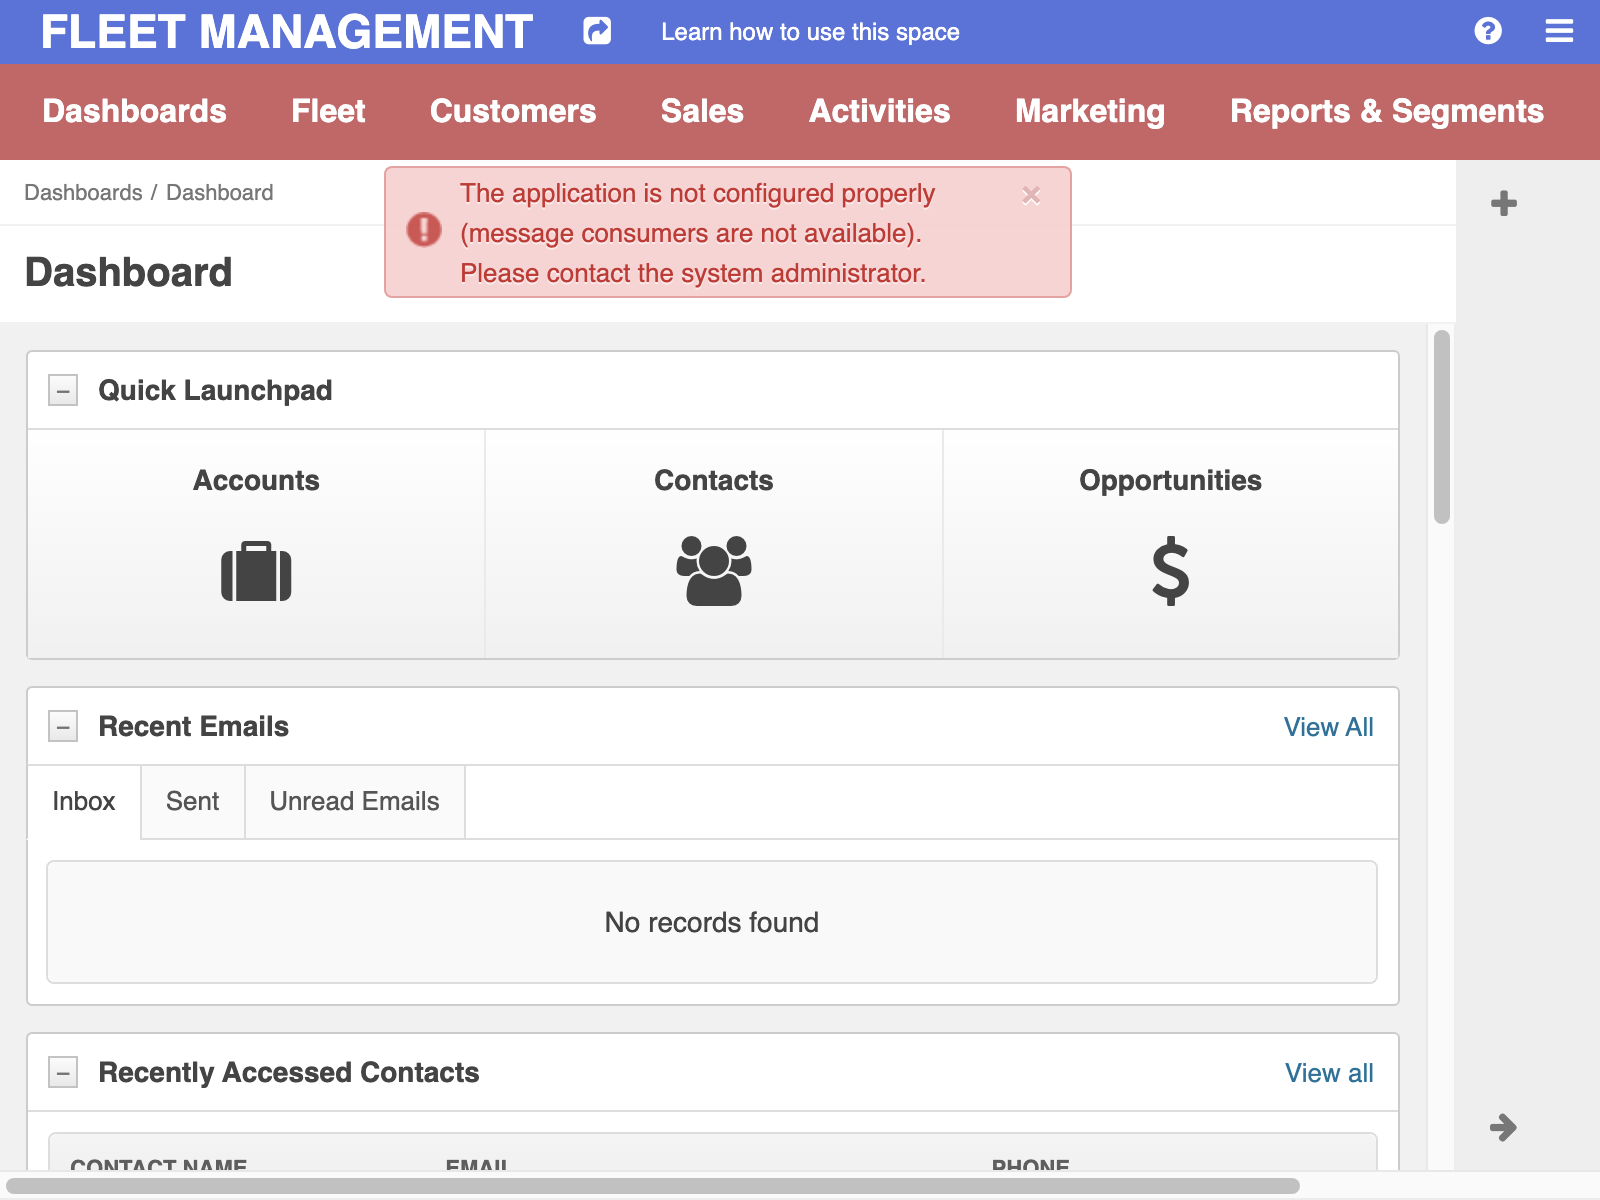 FLEET MANAGEMENT
Learn how to use this space
Dashboards Fleet Customers Sales Activities Marketing Reports & Segments
Dashboards / Dashboard
The application is not configured properly
(message consumers are not available).
Please contact the system administrator.
Dashboard
Quick Launchpad
Accounts Contacts Opportunities
Recent Emails View All
Inbox Sent Unread Emails
No records found
Recently Accessed Contacts View all
CONTACT NAME EMAIL PHONE